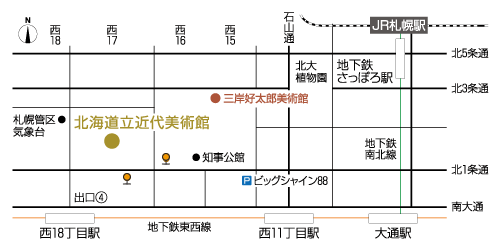 N
西
18
西
17
西
16
西
15
石山通
JR札幌駅
北5条通
北大
植物園
地下鉄
さっぽろ駅
三岸好太郎美術館
北3条通
札幌管区
気象台
北海道立近代美術館
地下鉄
南北線
知事公館
北1条通
P ビッグシャイン88
出口④
南大通
地下鉄東西線
西18丁目駅
西11丁目駅
大通駅